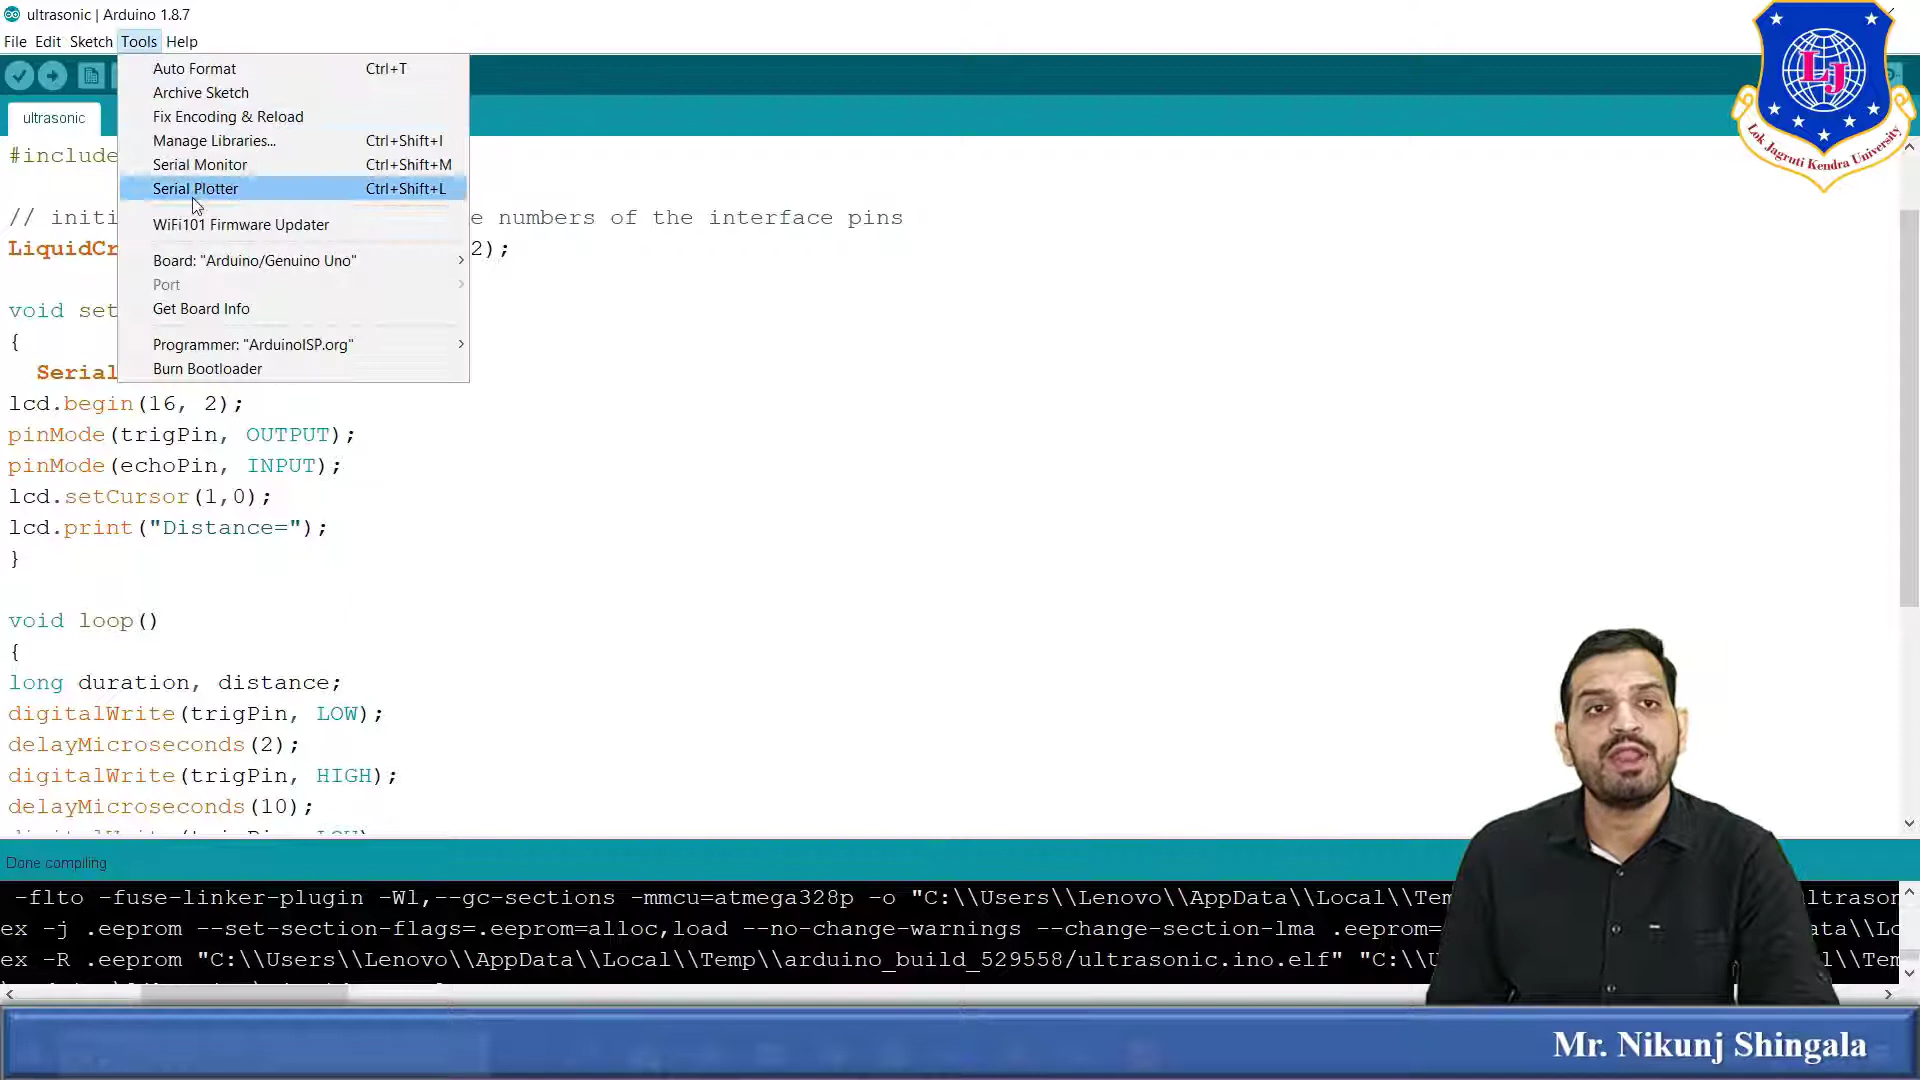 ultrasonic | Arduino 1.8.7
File Edit Sketch Tools Help
Auto Format Ctrl+T
Archive Sketch
Fix Encoding & Reload
Manage Libraries... Ctrl+Shift+I
Serial Monitor Ctrl+Shift+M
Serial Plotter Ctrl+Shift+L
WiFi101 Firmware Updater
Board: "Arduino/Genuino Uno"
Port
Get Board Info
Programmer: "ArduinoISP.org"
Burn Bootloader
ultrasonic
#include
// initi e numbers of the interface pins
LiquidCr 2);
void set
{
Serial
lcd.begin(16, 2);
pinMode(trigPin, OUTPUT);
pinMode(echoPin, INPUT);
lcd.setCursor(1,0);
lcd.print("Distance=");
}
void loop()
{
long duration, distance;
digitalWrite(trigPin, LOW);
delayMicroseconds(2);
digitalWrite(trigPin, HIGH);
delayMicroseconds(10);
Done compiling
-flto -fuse-linker-plugin -Wl,--gc-sections -mmcu=atmega328p -o "C:\\Users\\Lenovo\\AppData\\Local\\Tem ltrason
ex -j .eeprom --set-section-flags=.eeprom=alloc,load --no-change-warnings --change-section-lma .eeprom= ata\\Lo
ex -R .eeprom "C:\\Users\\Lenovo\\AppData\\Local\\Temp\\arduino_build_529558/ultrasonic.ino.elf" "C:\\U \\Tem
LJ
Lok Jagruti Kendra University
Mr. Nikunj Shingala